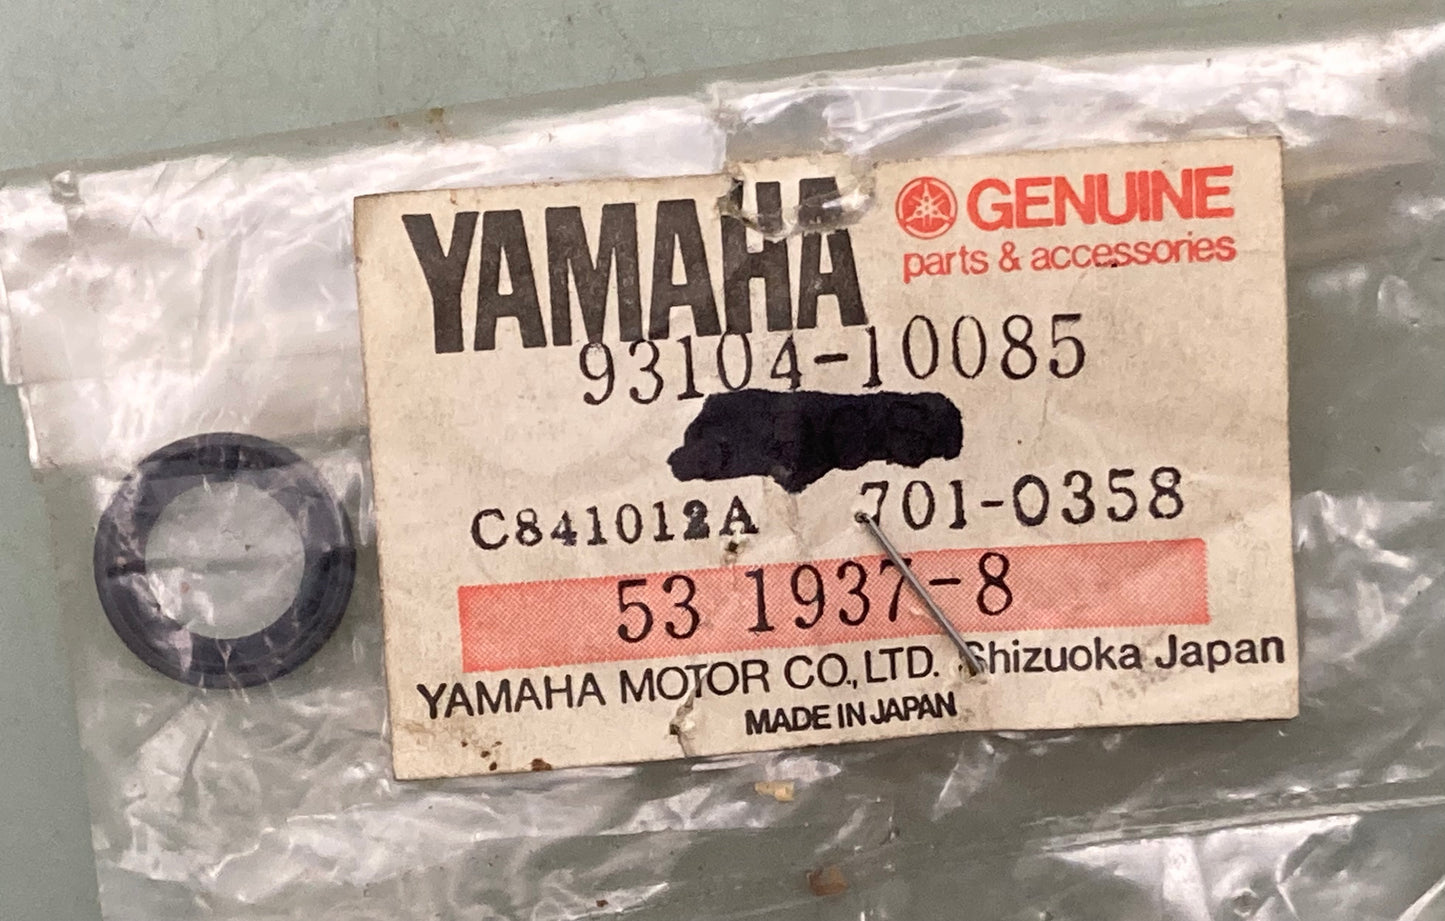 YAMAHA
GENUINE
parts & accessories
93104-10085
C841012A 701-0358
53 1937-8
YAMAHA MOTOR CO., LTD. Shizuoka Japan
MADE IN JAPAN